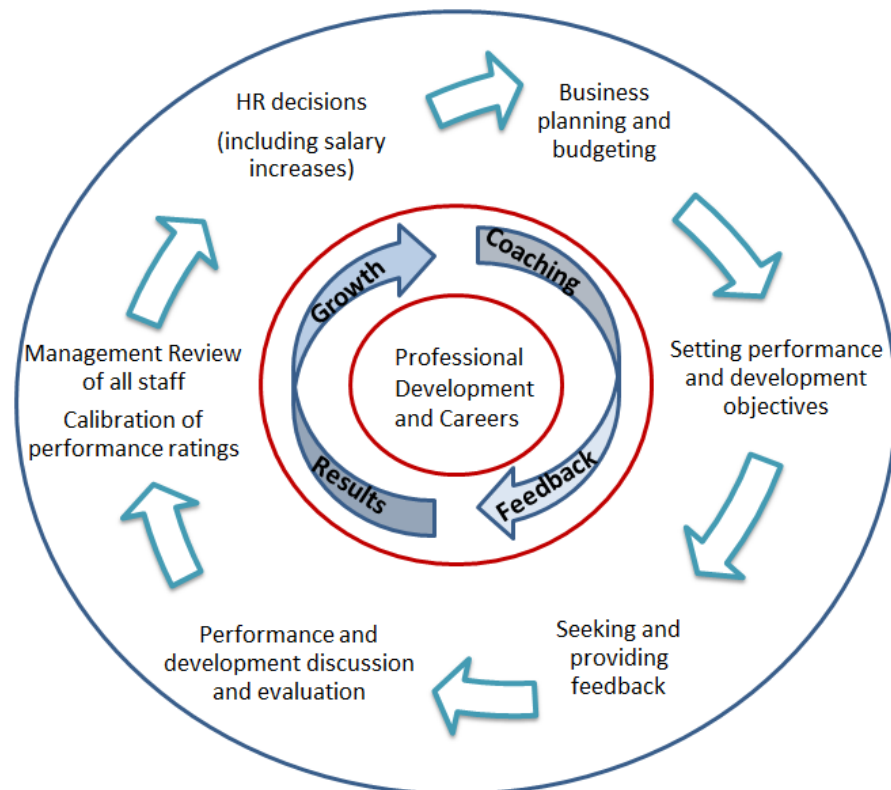 HR decisions
(including salary
increases)
Business
planning and
budgeting
Setting performance
and development
objectives
Seeking and
providing
feedback
Performance and
development discussion
and evaluation
Management Review
of all staff
Calibration of
performance ratings
Growth
Coaching
Feedback
Results
Professional
Development
and Careers